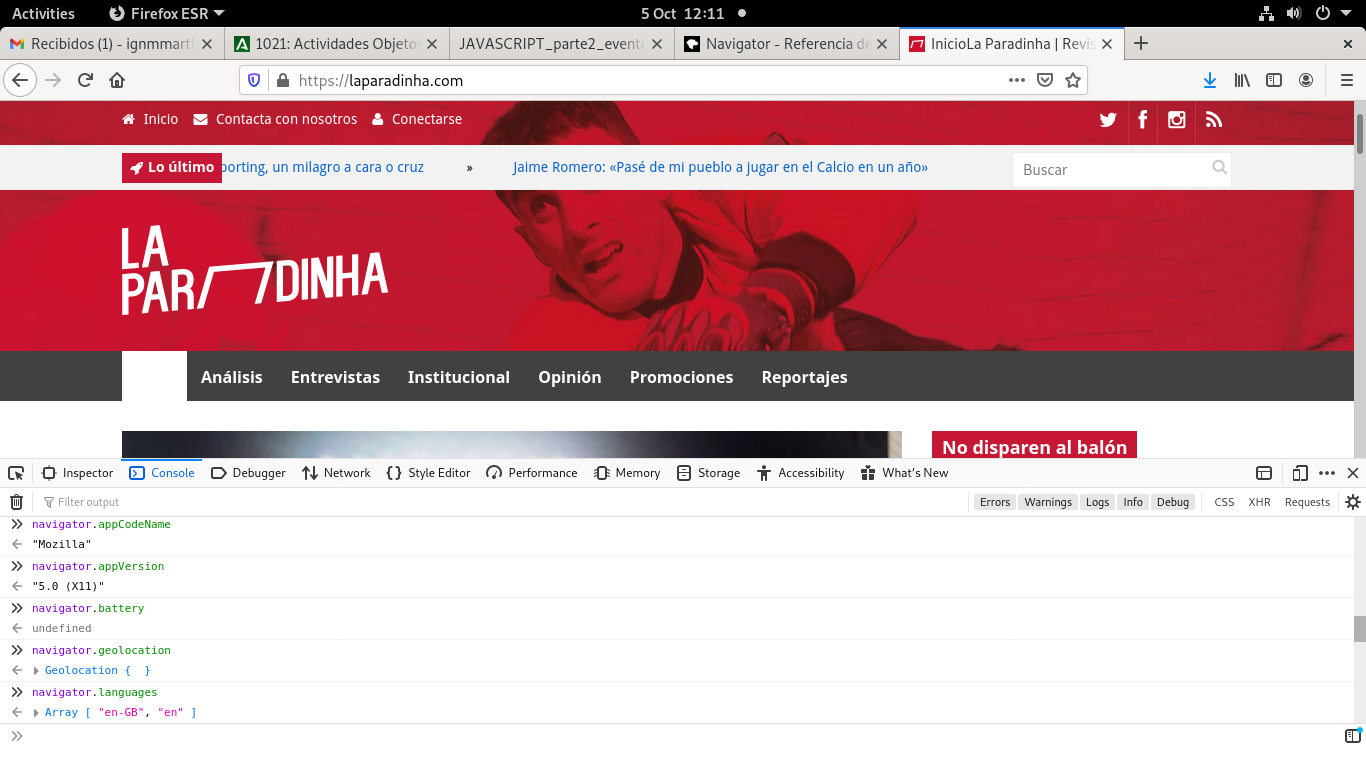 Activities Firefox ESR 5 Oct 12:11
Recibidos (1) - ignmmarti 1021: Actividades Objetos JAVASCRIPT_parte2_evento Navigator - Referencia de InicioLa Paradinha | Revis
https://laparadinha.com
Inicio Contacta con nosotros Conectarse
Lo último porting, un milagro a cara o cruz » Jaime Romero: «Pasé de mi pueblo a jugar en el Calcio en un año» Buscar
LA
PARADINHA
Análisis Entrevistas Institucional Opinión Promociones Reportajes
No disparen al balón
Inspector Console Debugger Network Style Editor Performance Memory Storage Accessibility What's New
Filter output Errors Warnings Logs Info Debug CSS XHR Requests
navigator.appCodeName
"Mozilla"
navigator.appVersion
"5.0 (X11)"
navigator.battery
undefined
navigator.geolocation
Geolocation { }
navigator.languages
Array [ "en-GB", "en" ]